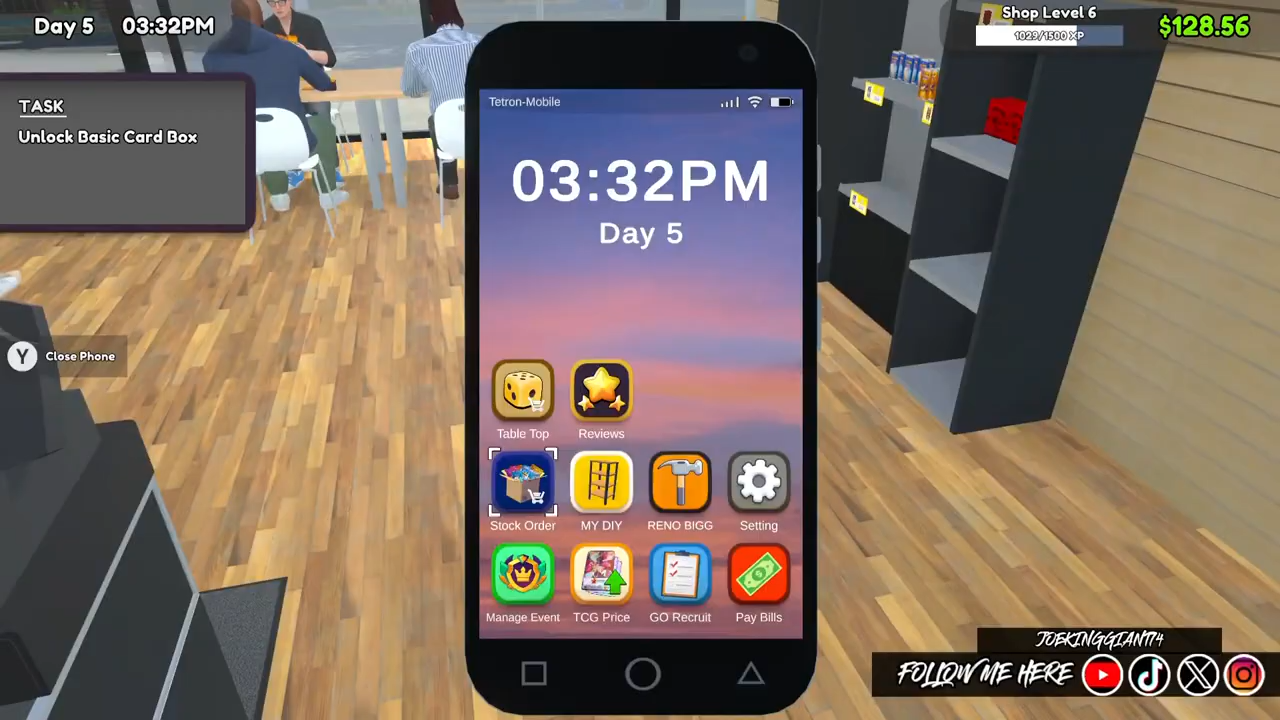 Day 5 03:32PM
Shop Level 6
1029/1500 XP
$128.56
TASK
Unlock Basic Card Box
Y Close Phone
Tetron-Mobile
03:32PM
Day 5
Table Top
Reviews
Stock Order
MY DIY
RENO BIGG
Setting
Manage Event
TCG Price
GO Recruit
Pay Bills
JOEKINGGIANT74
FOLLOW ME HERE